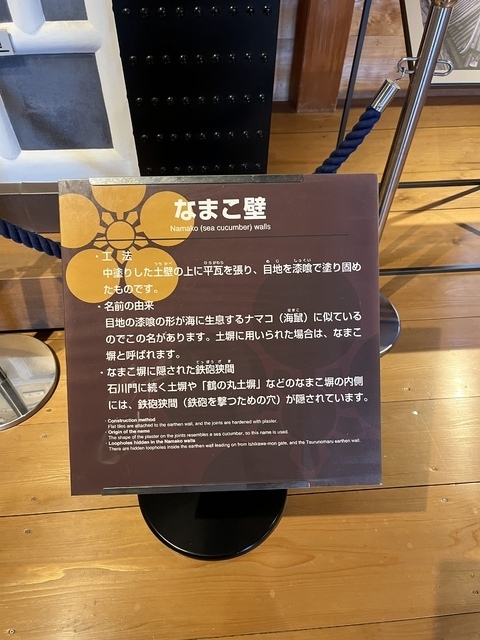 なまこ壁
Namako (sea cucumber) walls
・工　法
中塗りした土壁の上に平瓦を張り、目地を漆喰で塗り固め
たものです。
・名前の由来
目地の漆喰の形が海に生息するナマコ（海鼠）に似ている
のでこの名があります。土塀に用いられた場合は、なまこ
塀と呼ばれます。
・なまこ塀に隠された鉄砲狭間
石川門に続く土塀や「鶴の丸土塀」などのなまこ塀の内側
には、鉄砲狭間（鉄砲を撃つための穴）が隠されています。
・Construction method
Flat tiles are attached to the earthen wall, and the joints are hardened with plaster.
・Origin of the name
The shape of the plaster on the joints resembles a sea cucumber, so this name is used.
・Loopholes hidden in the Namako walls
There are hidden loopholes inside the earthen wall leading on from Ishikawa-mon gate, and the Tsurunomaru earthen wall.